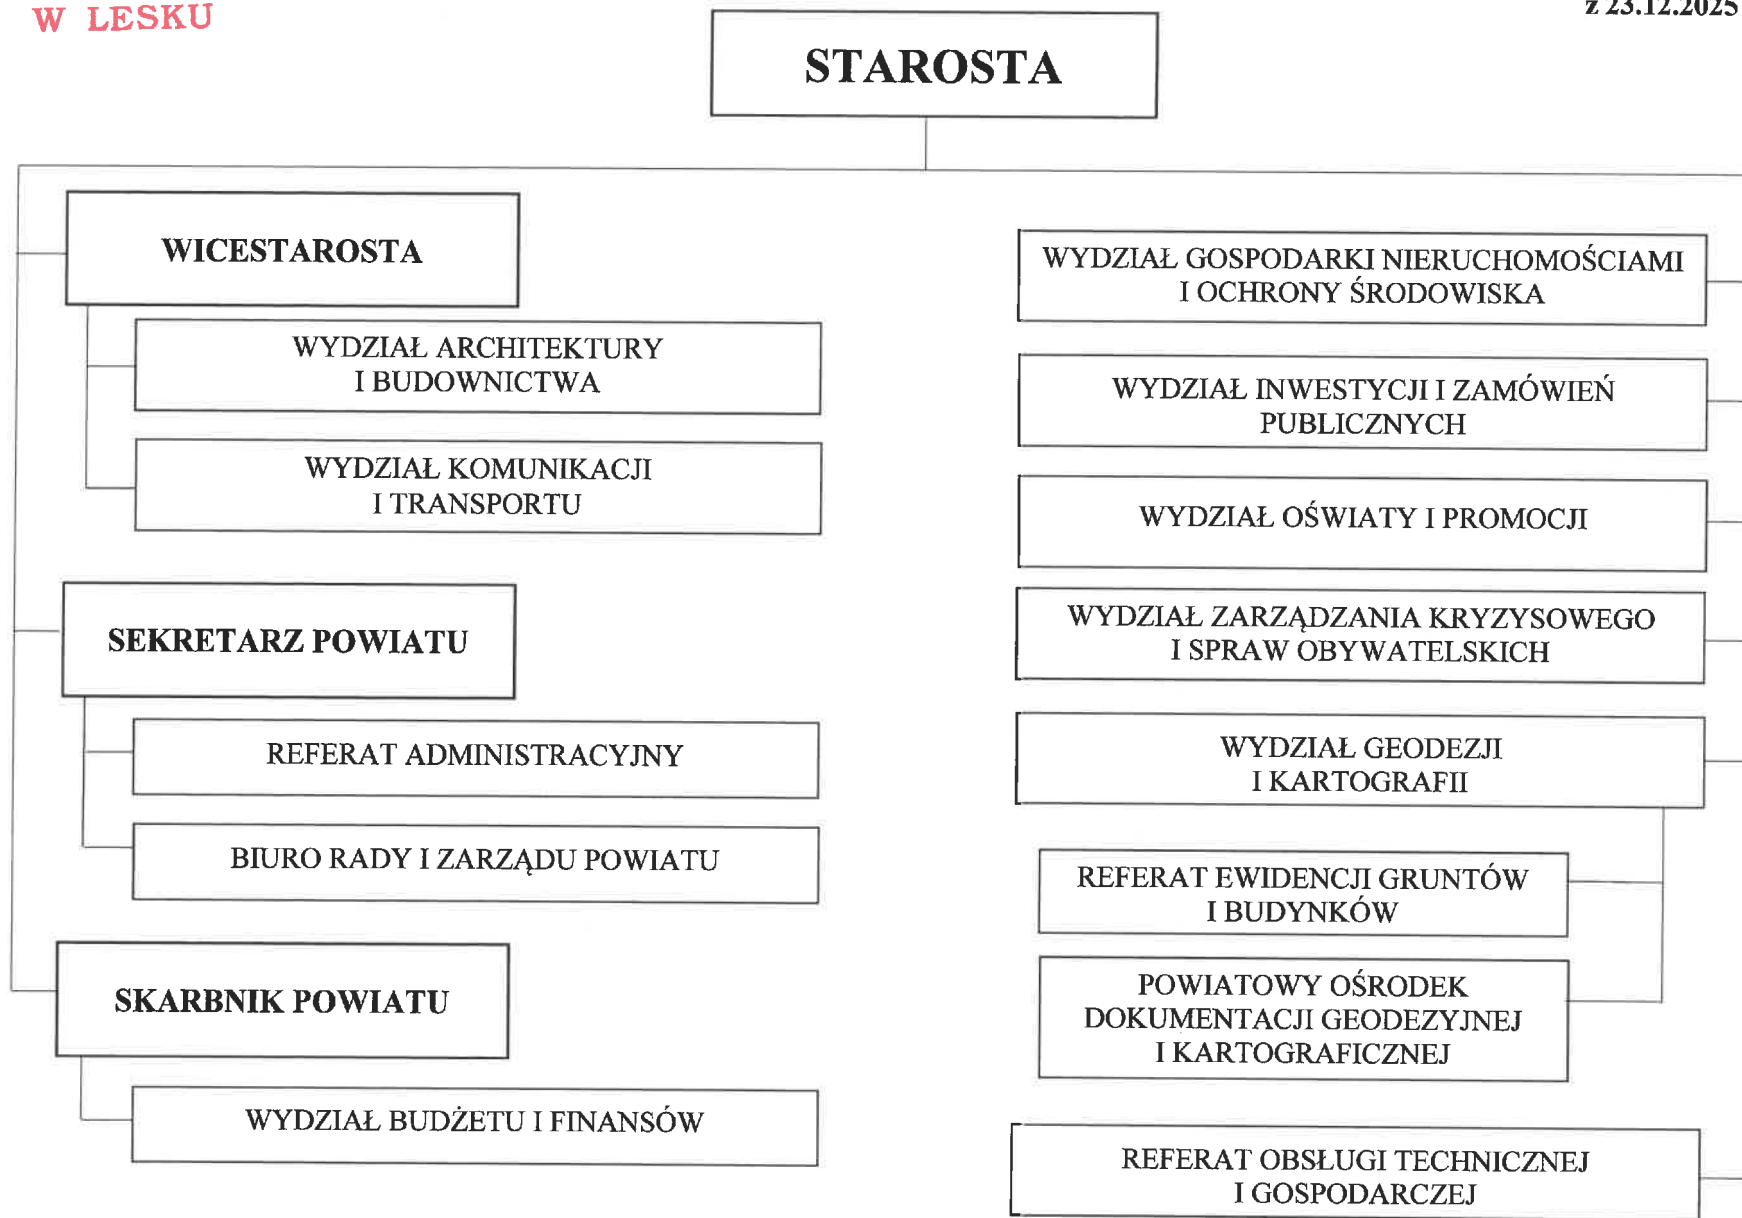 W LESKU
z 23.12.2025
STAROSTA
WICESTAROSTA
WYDZIAŁ ARCHITEKTURY
I BUDOWNICTWA
WYDZIAŁ KOMUNIKACJI
I TRANSPORTU
SEKRETARZ POWIATU
REFERAT ADMINISTRACYJNY
BIURO RADY I ZARZĄDU POWIATU
SKARBNIK POWIATU
WYDZIAŁ BUDŻETU I FINANSÓW
WYDZIAŁ GOSPODARKI NIERUCHOMOŚCIAMI
I OCHRONY ŚRODOWISKA
WYDZIAŁ INWESTYCJI I ZAMÓWIEŃ
PUBLICZNYCH
WYDZIAŁ OŚWIATY I PROMOCJI
WYDZIAŁ ZARZĄDZANIA KRYZYSOWEGO
I SPRAW OBYWATELSKICH
WYDZIAŁ GEODEZJI
I KARTOGRAFII
REFERAT EWIDENCJI GRUNTÓW
I BUDYNKÓW
POWIATOWY OŚRODEK
DOKUMENTACJI GEODEZYJNEJ
I KARTOGRAFICZNEJ
REFERAT OBSŁUGI TECHNICZNEJ
I GOSPODARCZEJ